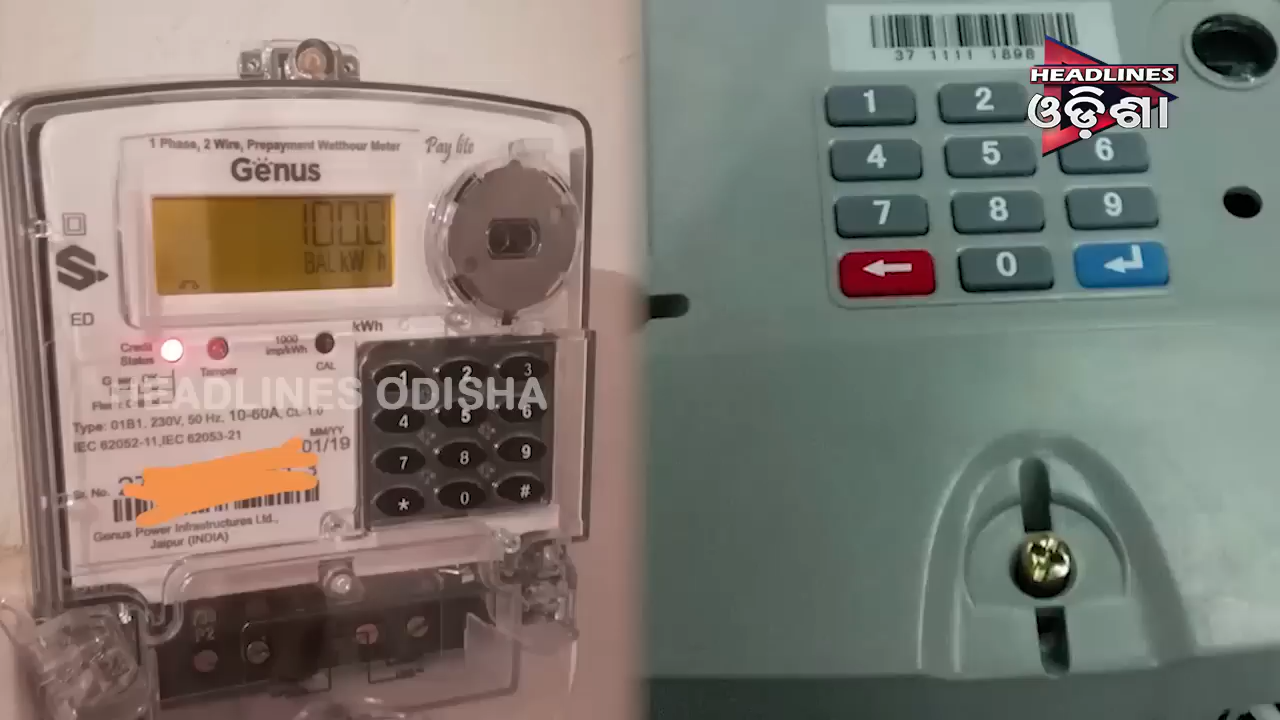 1 Phase, 2 Wire, Prepayment Watthour Meter
Pay lite
Genus
1000
BAL kW h
S
ED
kWh
Credit
Status
Tamper
1000
imp/kWh
CAL
HEADLINES ODISHA
Type: 01B1, 230V, 50 Hz, 10-60A, CL-1.0
IEC 62052-11,IEC 62053-21
MM/YY
01/19
Sr. No.
Genus Power Infrastructures Ltd.,
Jaipur (INDIA)
1 2 3
4 5 6
7 8 9
* 0 #
P2
37 1111 1898
HEADLINES
ଓଡ଼ିଶା
1 2
4 5 6
7 8 9
0